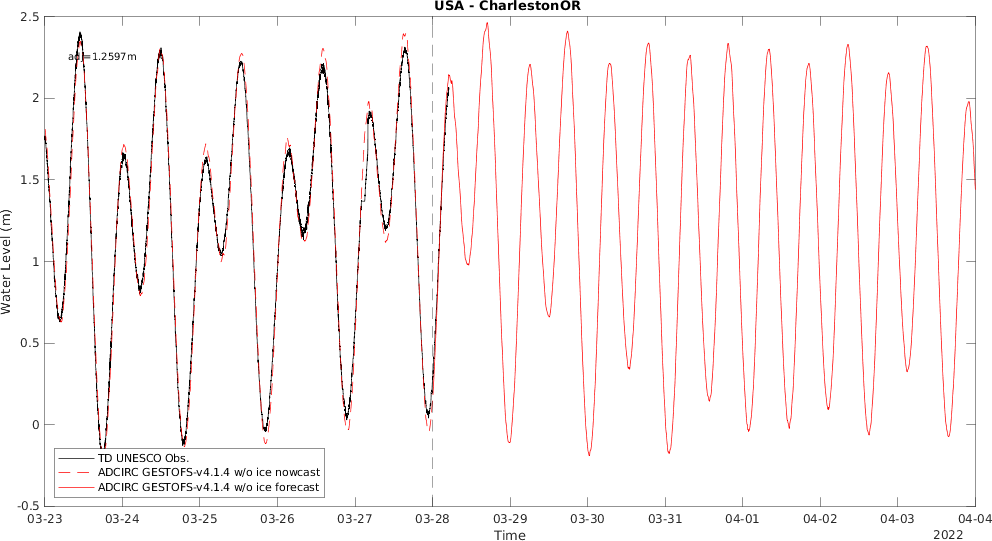 USA - CharlestonOR
2.5
adj=1.2597m
2
1.5
Water Level (m)
1
0.5
0
-0.5
TD UNESCO Obs.
ADCIRC GESTOFS-v4.1.4 w/o ice nowcast
ADCIRC GESTOFS-v4.1.4 w/o ice forecast
03-23 03-24 03-25 03-26 03-27 03-28 03-29 03-30 03-31 04-01 04-02 04-03 04-04
Time
2022